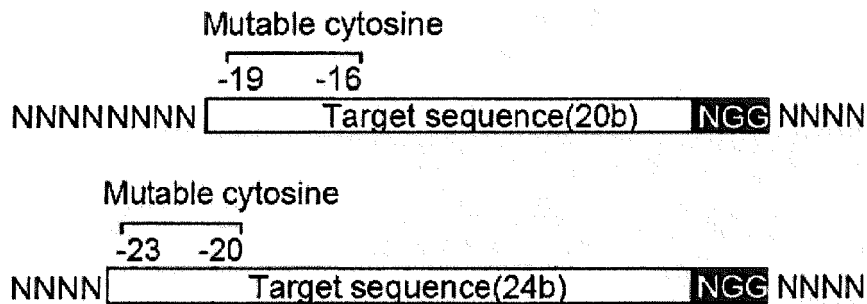 Mutable cytosine
-19 -16
NNNNNNNN Target sequence(20b) NGG NNNN
Mutable cytosine
-23 -20
NNNN Target sequence(24b) NGG NNNN